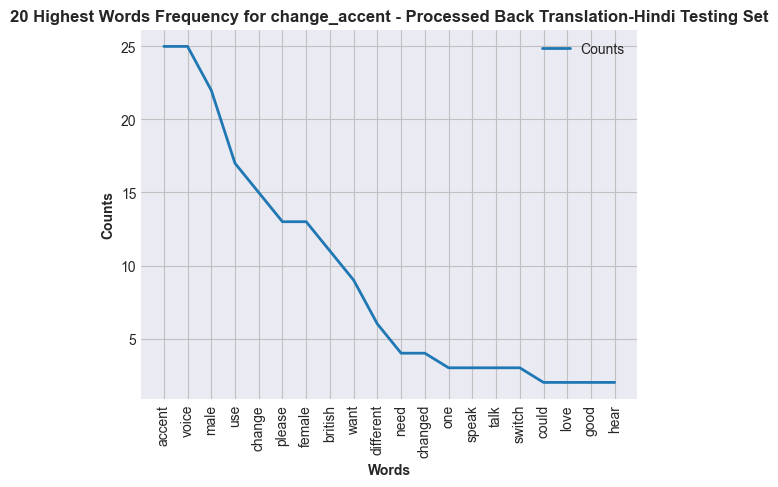 20 Highest Words Frequency for change_accent - Processed Back Translation-Hindi Testing Set
Counts
25
20
15
10
5
Counts
accent
voice
male
use
change
please
female
british
want
different
need
changed
one
speak
talk
switch
could
love
good
hear
Words